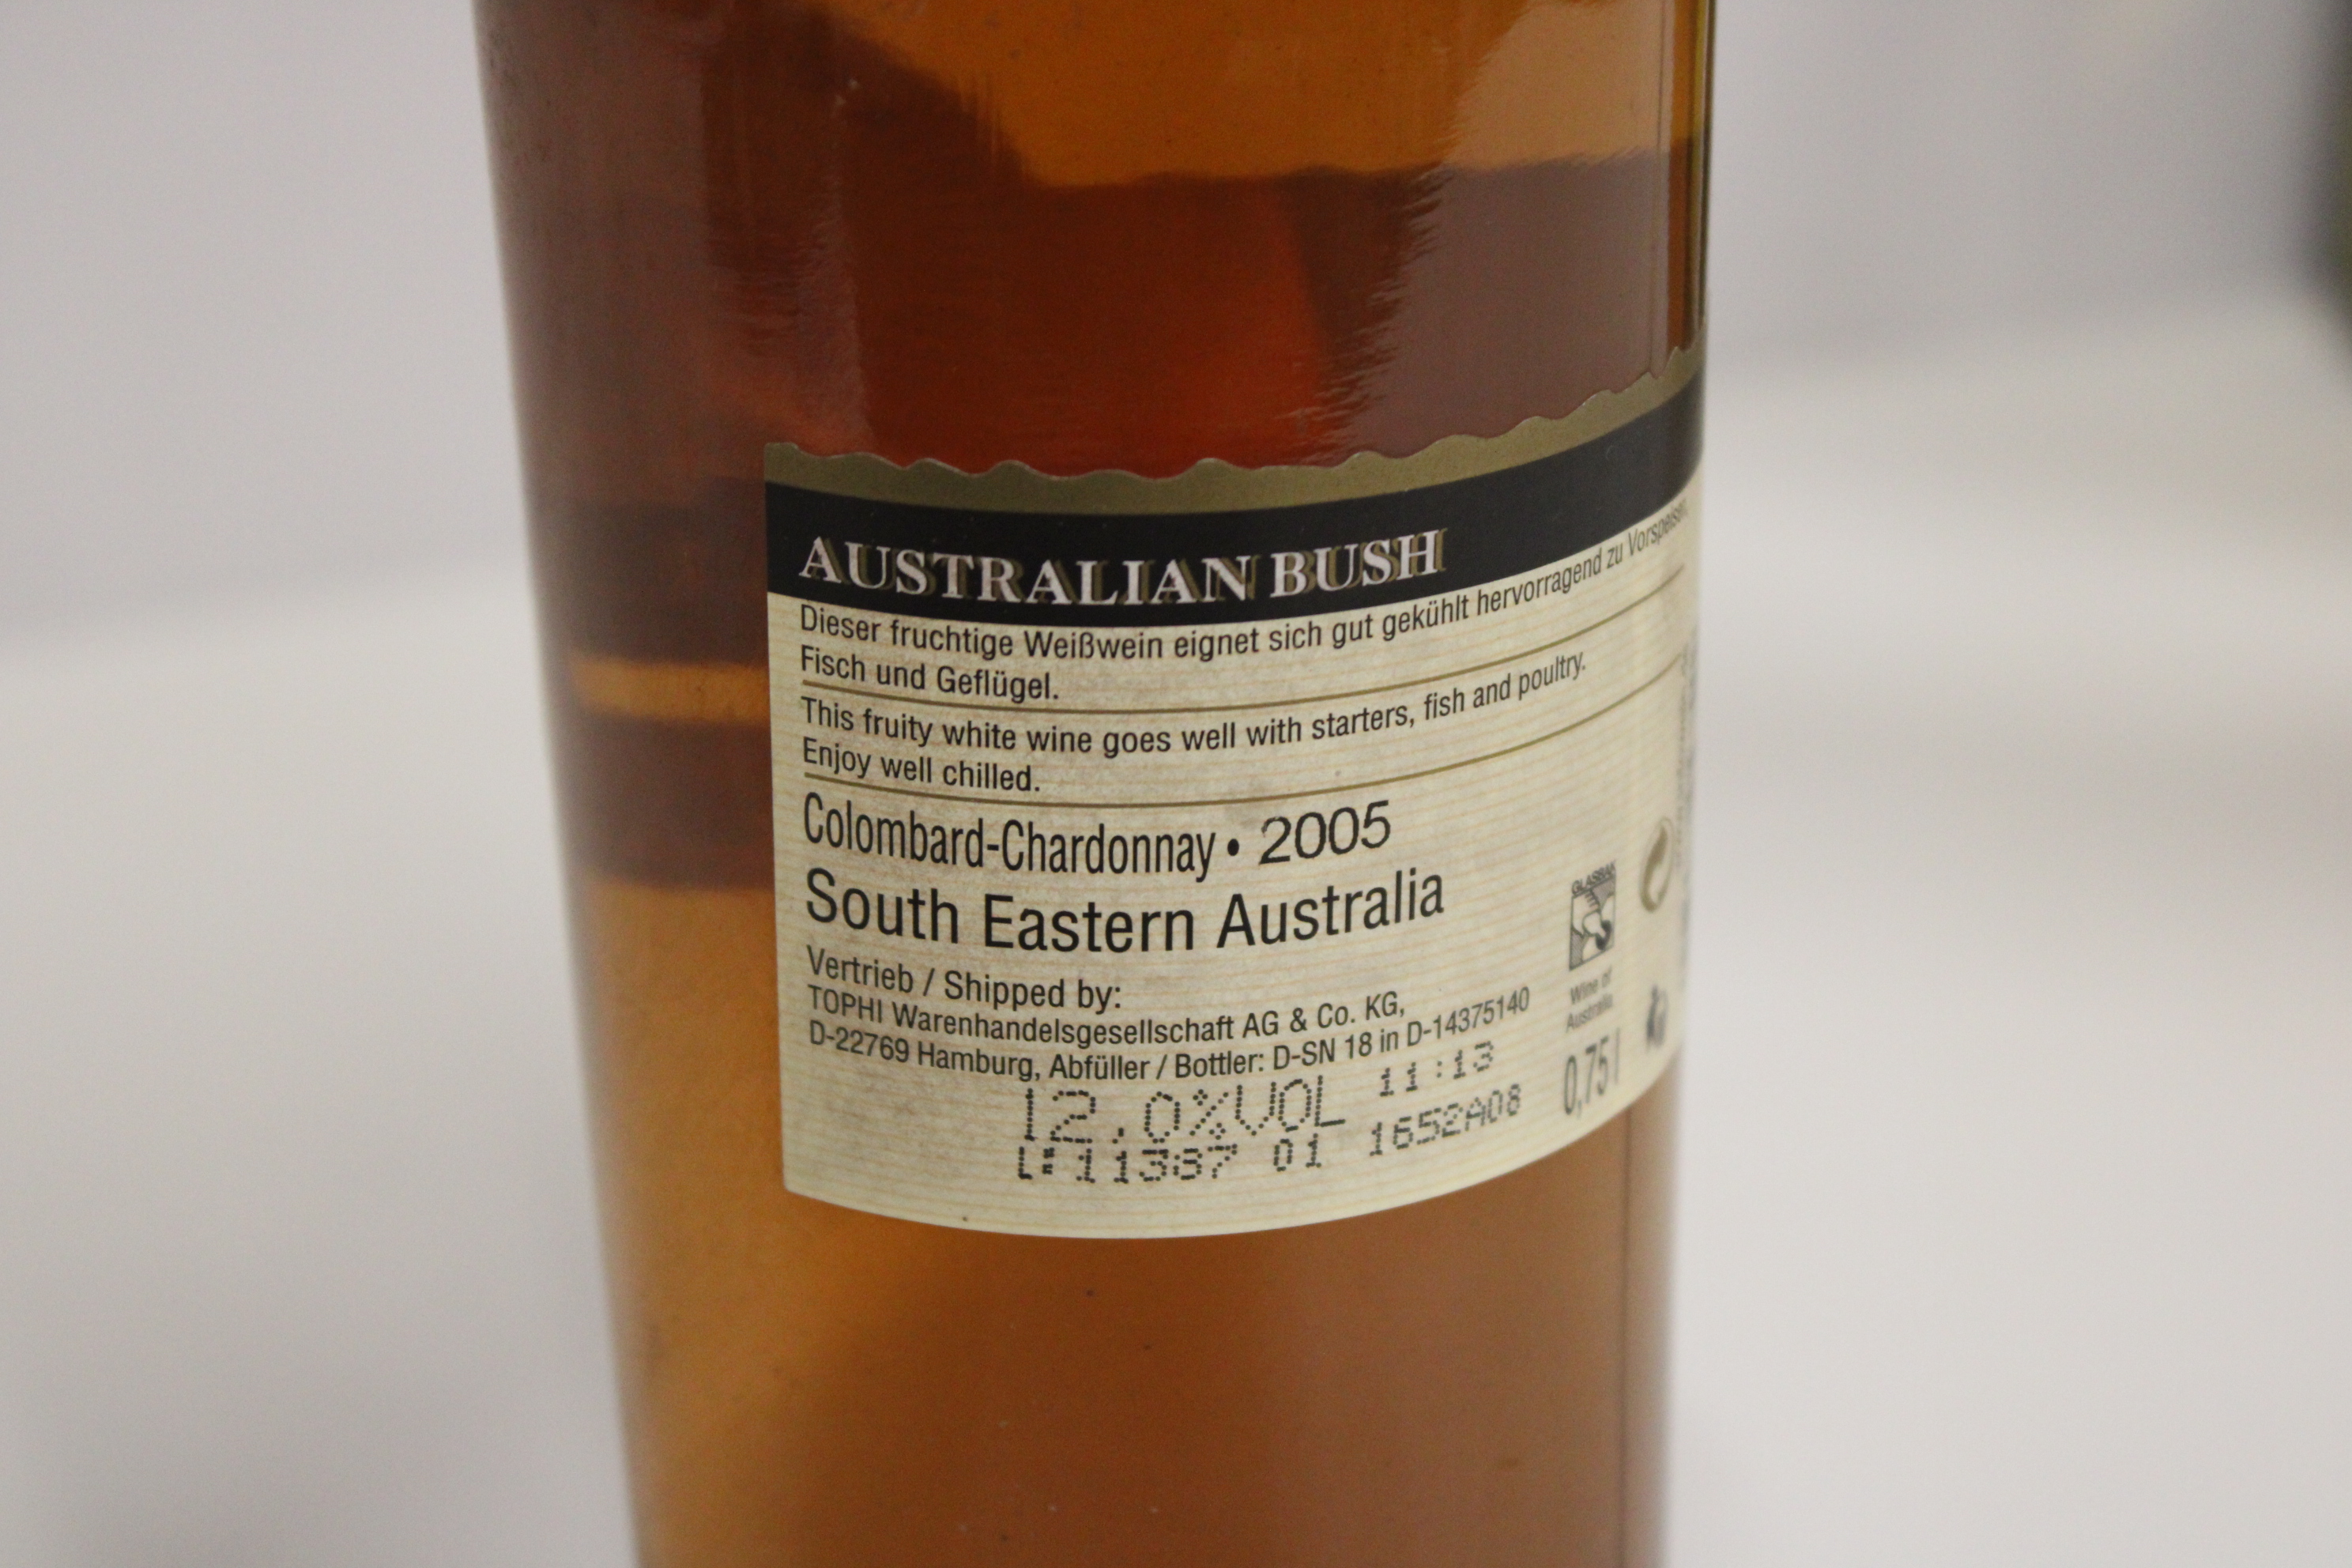 AUSTRALIAN BUSH
Dieser fruchtige Weißwein eignet sich gut gekühlt hervorragend zu Vorspeisen,
Fisch und Geflügel.
This fruity white wine goes well with starters, fish and poultry.
Enjoy well chilled.
Colombard-Chardonnay • 2005
South Eastern Australia
Vertrieb / Shipped by:
TOPHI Warenhandelsgesellschaft AG & Co. KG,
D-22769 Hamburg, Abfüller / Bottler: D-SN 18 in D-14375140
12,0%VOL 11:13
L:11387 01 1652A08
GLASBAK
Wine of
Australia
0,75 l